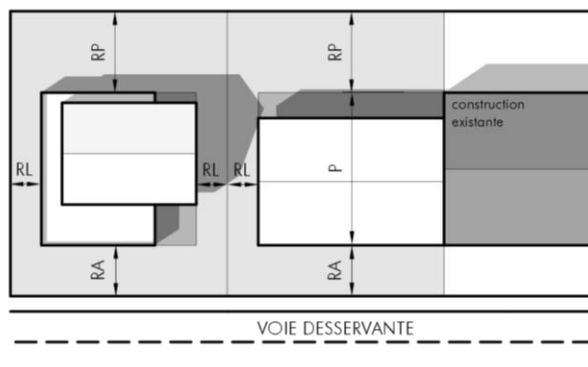 RP
RP
construction
existante
RL
RL
RL
P
RA
RA
VOIE DESSERVANTE